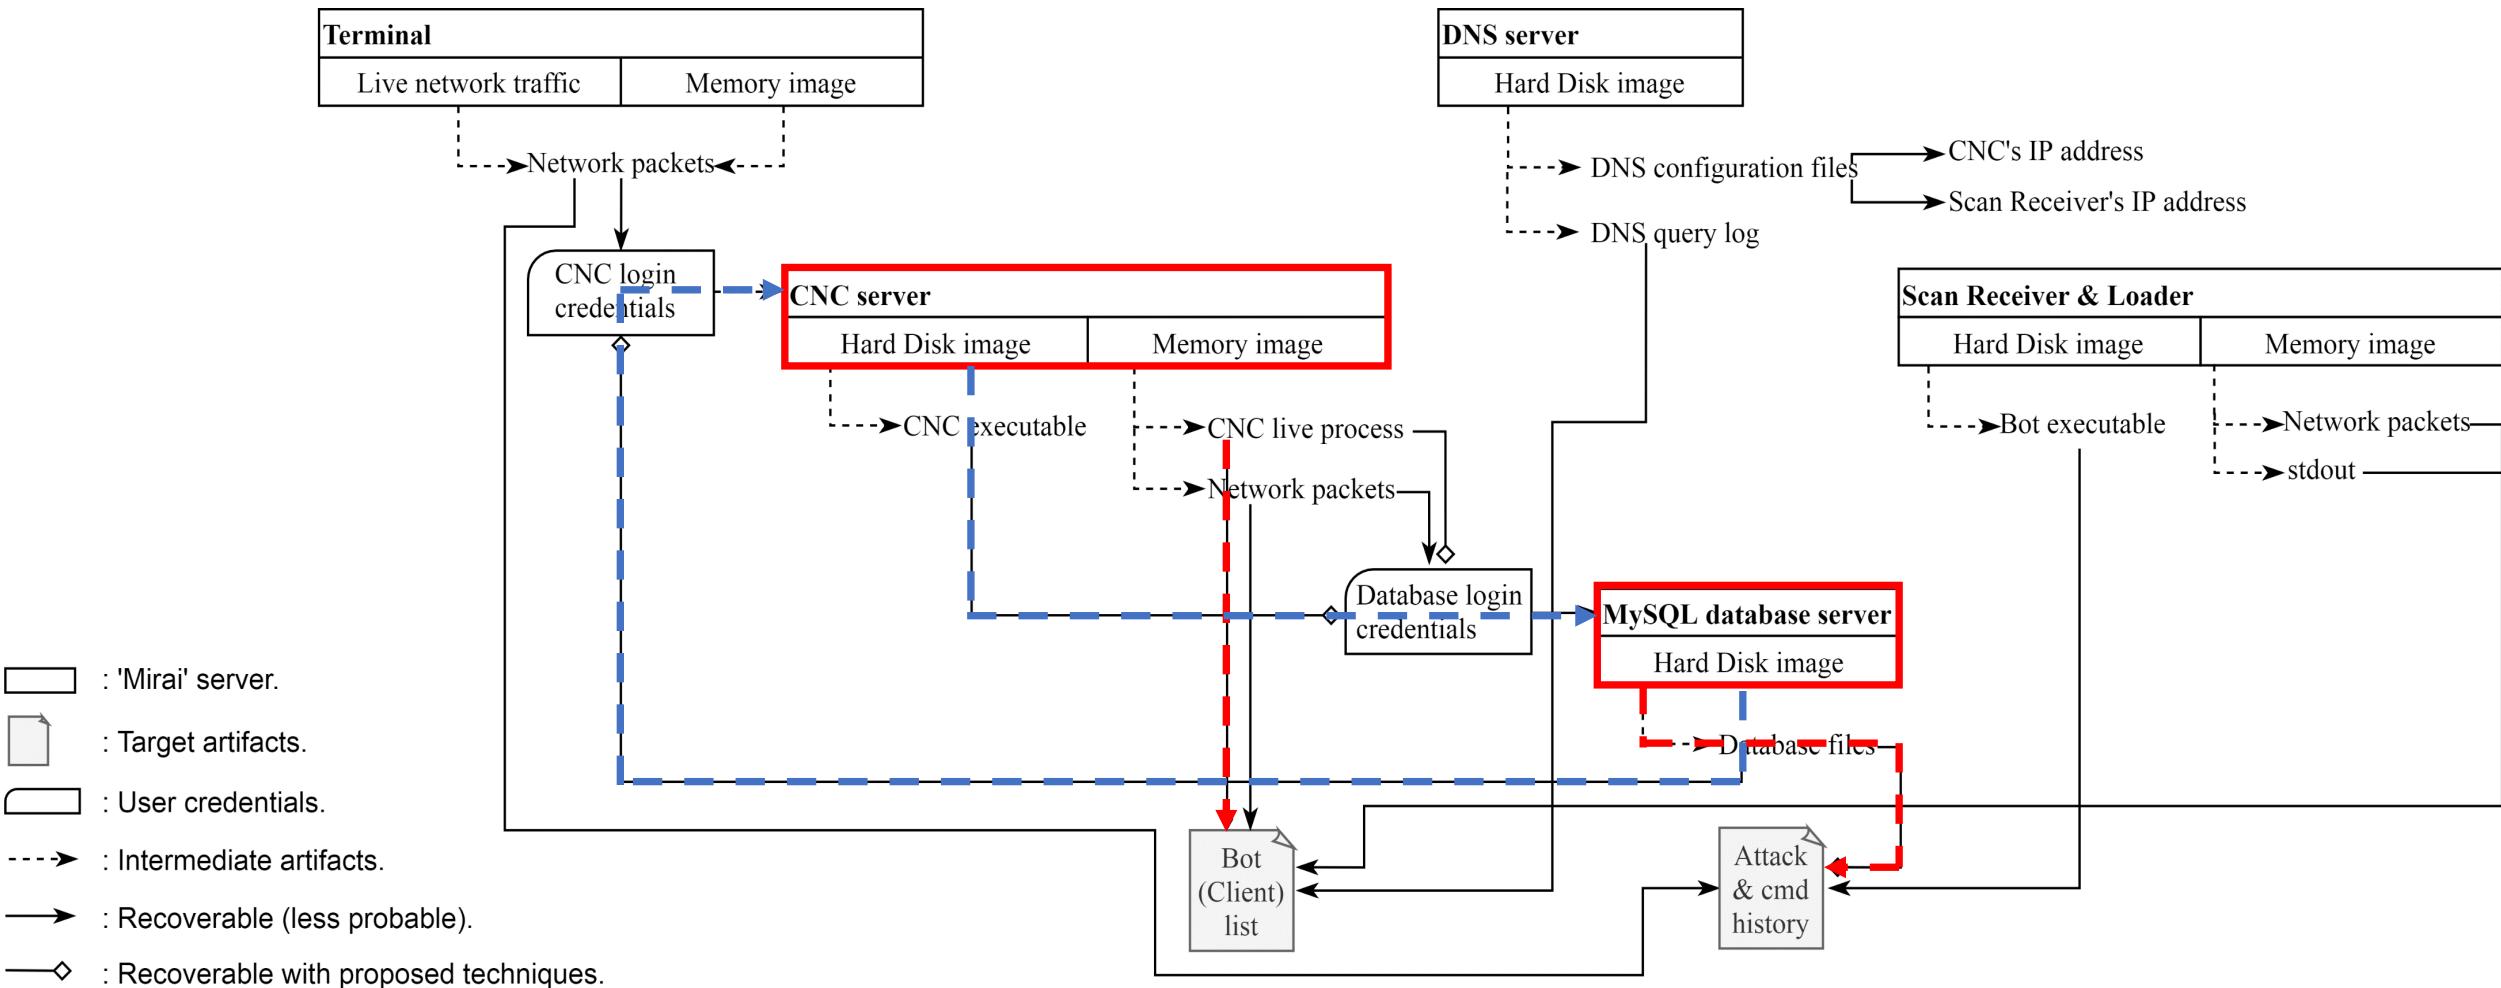 Terminal
Live network traffic
Memory image
DNS server
Hard Disk image
Network packets
DNS configuration files
CNC's IP address
Scan Receiver's IP address
DNS query log
CNC login
credentials
CNC server
Hard Disk image
Memory image
Scan Receiver & Loader
Hard Disk image
Memory image
CNC executable
CNC live process
Network packets
Bot executable
Network packets
stdout
Database login
credentials
MySQL database server
Hard Disk image
Database files
: 'Mirai' server.
: Target artifacts.
: User credentials.
: Intermediate artifacts.
: Recoverable (less probable).
: Recoverable with proposed techniques.
Bot
(Client)
list
Attack
& cmd
history